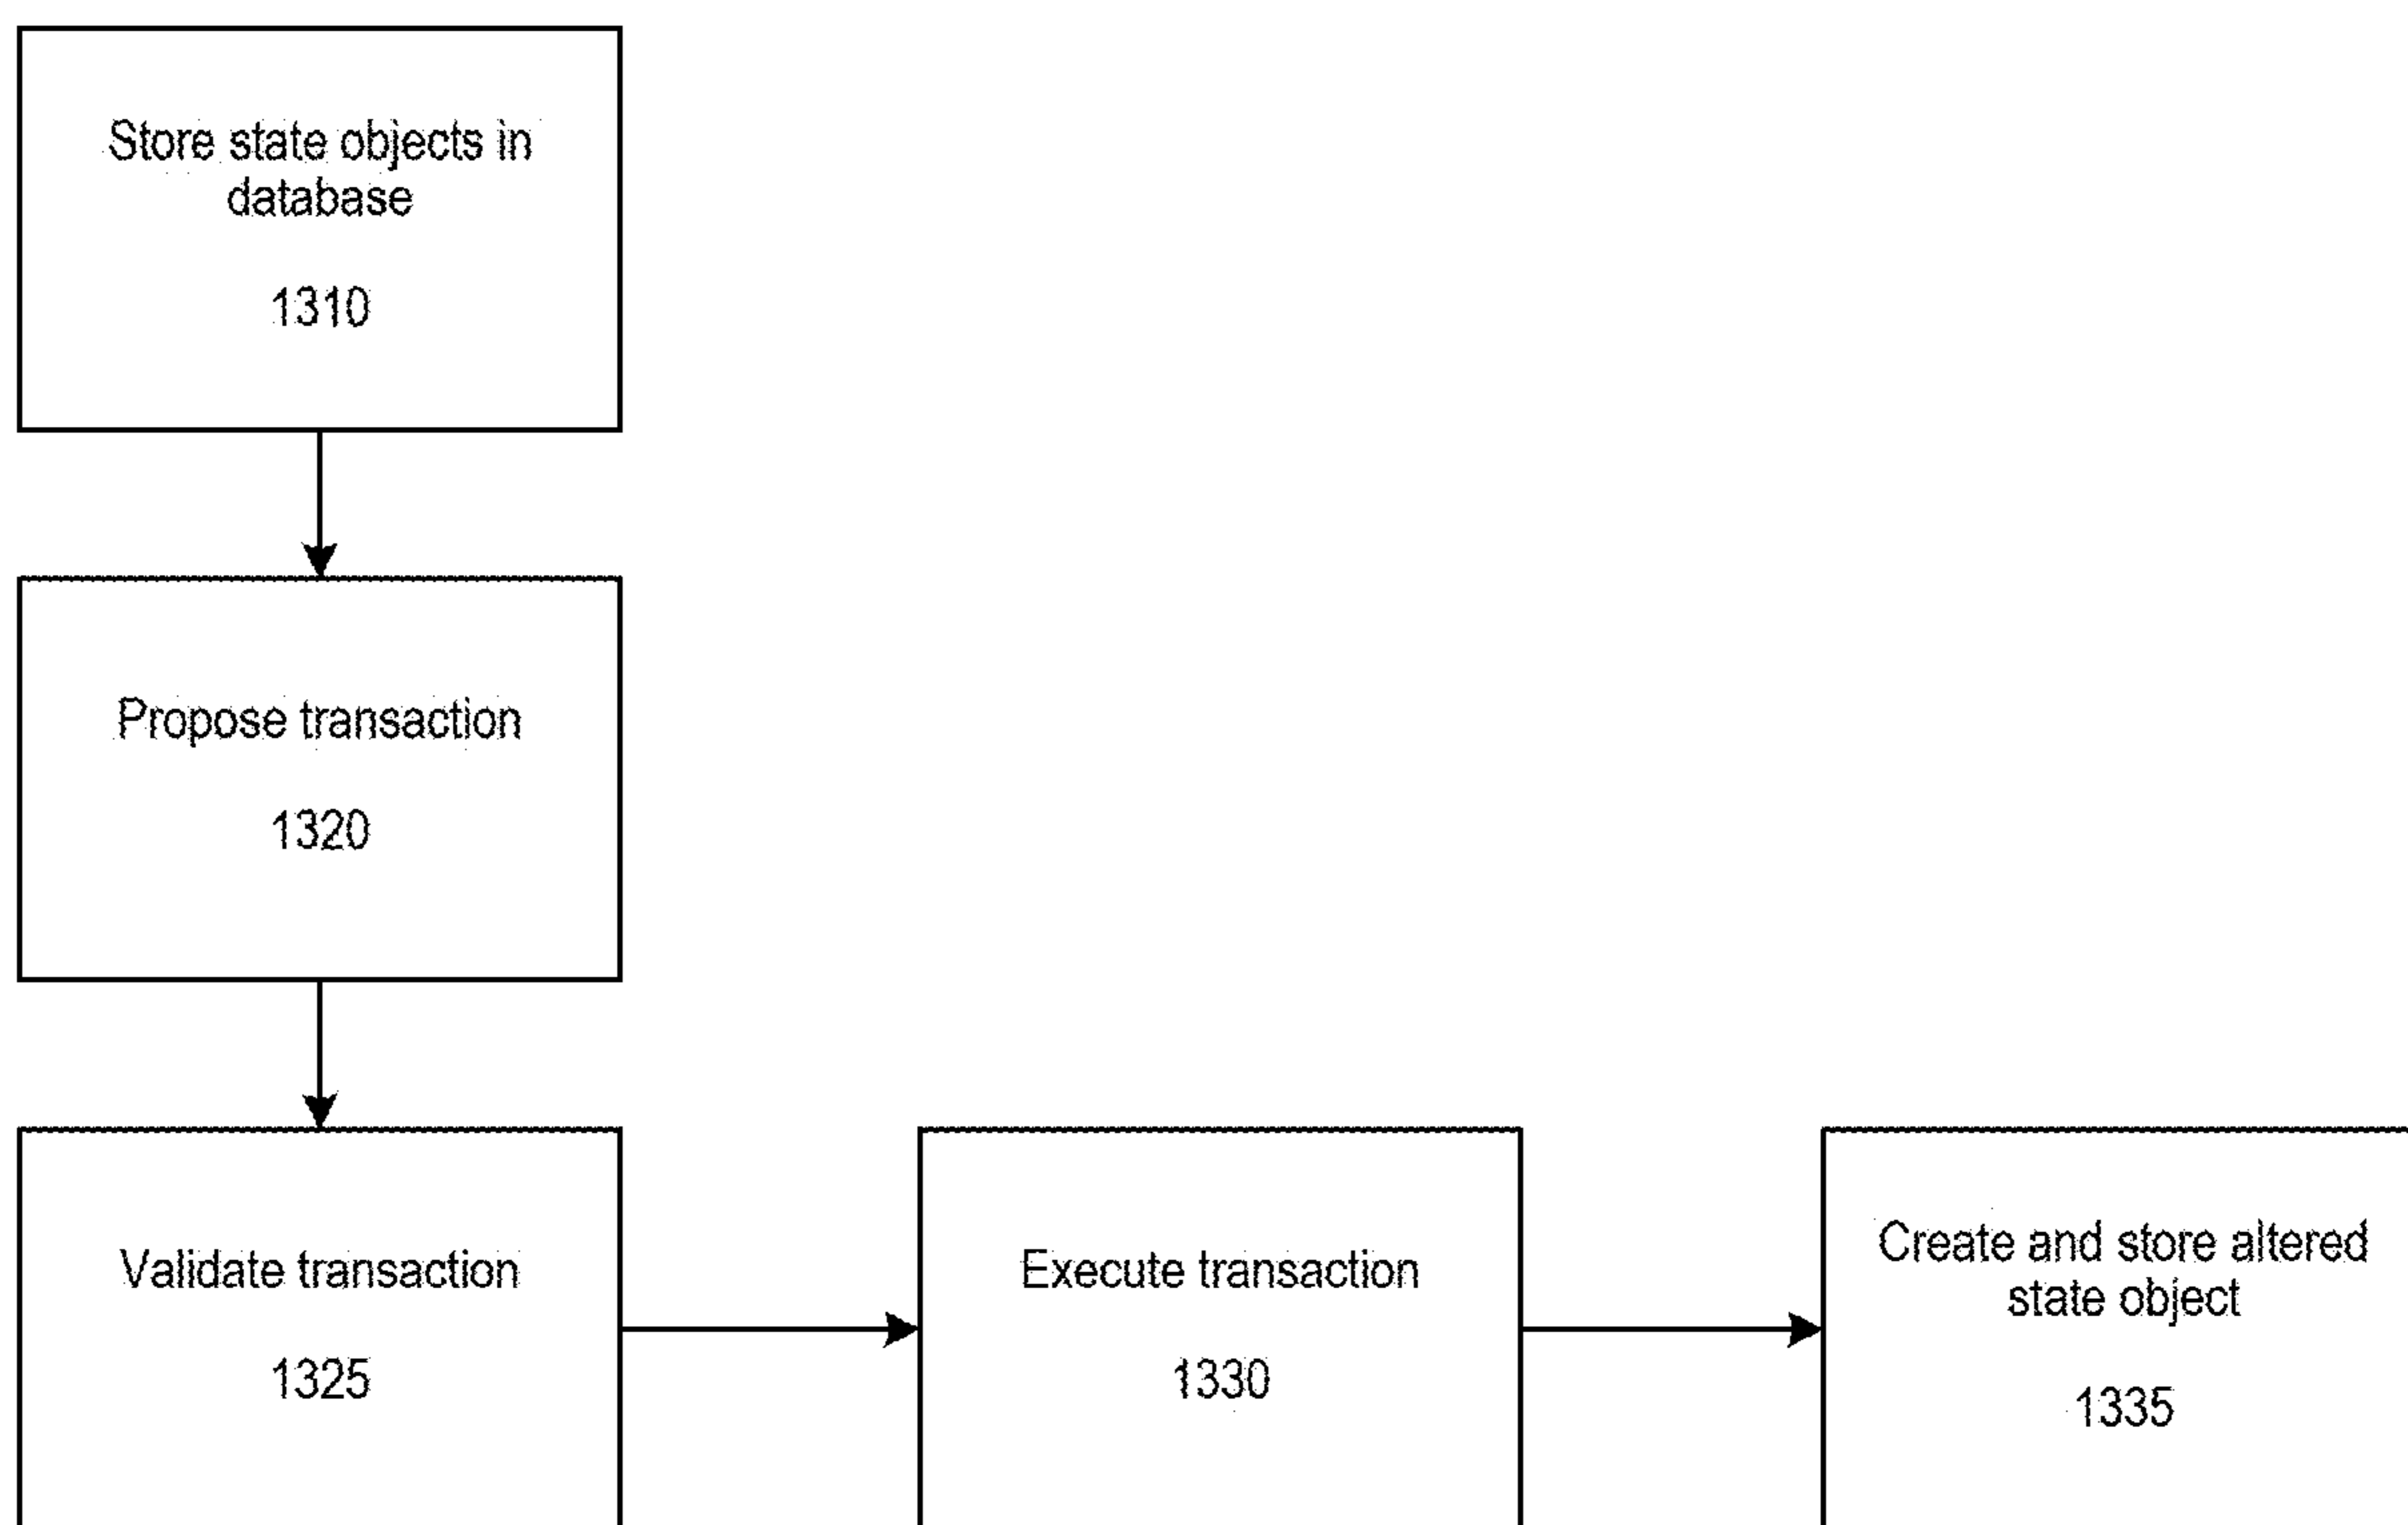 Store state objects in
database
1310
Propose transaction
1320
Validate transaction
1325
Execute transaction
1330
Create and store altered
state object
1335